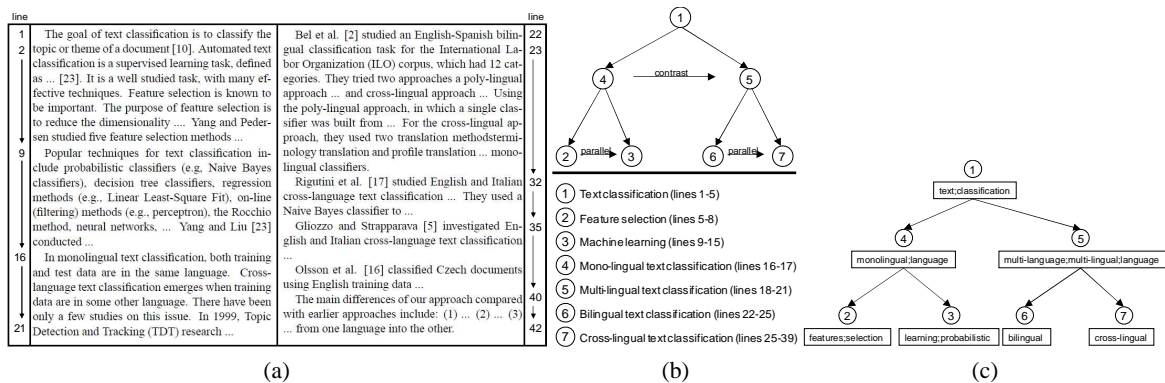 line
1
2
9
16
21
The goal of text classification is to classify the
topic or theme of a document [10]. Automated text
classification is a supervised learning task, defined
as ... [23]. It is a well studied task, with many ef-
fective techniques. Feature selection is known to
be important. The purpose of feature selection is
to reduce the dimensionality .... Yang and Peder-
sen studied five feature selection methods ...
Popular techniques for text classification in-
clude probabilistic classifiers (e.g, Naive Bayes
classifiers), decision tree classifiers, regression
methods (e.g., Linear Least-Square Fit), on-line
(filtering) methods (e.g., perceptron), the Rocchio
method, neural networks, ... Yang and Liu [23]
conducted ...
In monolingual text classification, both training
and test data are in the same language. Cross-
language text classification emerges when training
data are in some other language. There have been
only a few studies on this issue. In 1999, Topic
Detection and Tracking (TDT) research ...
Bel et al. [2] studied an English-Spanish bilin-
gual classification task for the International La-
bor Organization (ILO) corpus, which had 12 cat-
egories. They tried two approaches a poly-lingual
approach ... and cross-lingual approach ... Using
the poly-lingual approach, in which a single clas-
sifier was built from ... For the cross-lingual ap-
proach, they used two translation methodstermi-
nology translation and profile translation ... mono-
lingual classifiers.
Rigutini et al. [17] studied English and Italian
cross-language text classification ... They used a
Naive Bayes classifier to ...
Gliozzo and Strapparava [5] investigated En-
glish and Italian cross-language text classification
...
Olsson et al. [16] classified Czech documents
using English training data ...
The main differences of our approach compared
with earlier approaches include: (1) ... (2) ... (3)
... from one language into the other.
line
22
23
32
35
40
42
(a)
1
4
contrast
5
2
parallel
3
6
parallel
7
1 Text classification (lines 1-5)
2 Feature selection (lines 5-8)
3 Machine learning (lines 9-15)
4 Mono-lingual text classification (lines 16-17)
5 Multi-lingual text classification (lines 18-21)
6 Bilingual text classification (lines 22-25)
7 Cross-lingual text classification (lines 25-39)
(b)
1
text;classification
4
5
monolingual;language
multi-language;multi-lingual;language
2
3
6
7
features;selection
learning;probabilistic
bilingual
cross-lingual
(c)